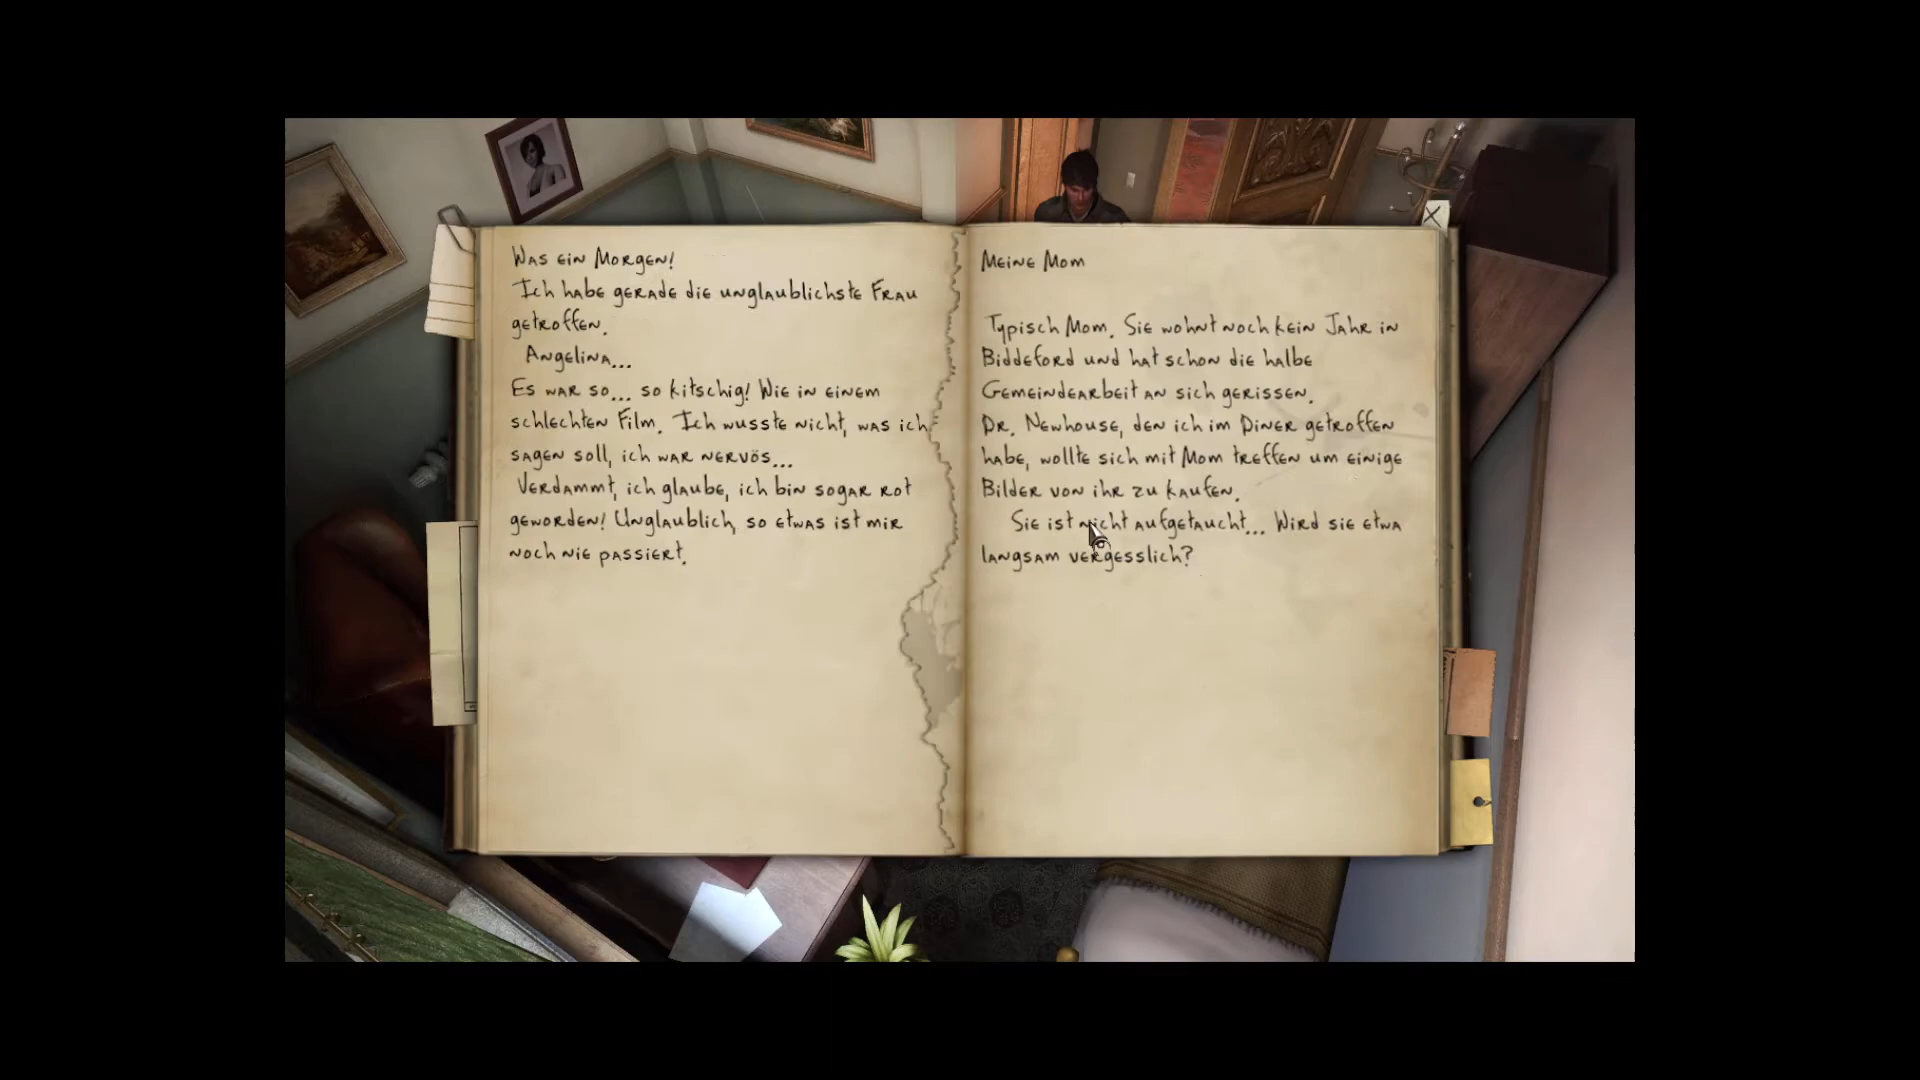 Was ein Morgen!
Ich habe gerade die unglaublichste Frau
getroffen.
Angelina...
Es war so... so kitschig! Wie in einem
schlechten Film. Ich wusste nicht, was ich
sagen soll, ich war nervös...
Verdammt, ich glaube, ich bin sogar rot
geworden! Unglaublich, so etwas ist mir
noch nie passiert.
Meine Mom
Typisch Mom. Sie wohnt noch kein Jahr in
Biddeford und hat schon die halbe
Gemeindearbeit an sich gerissen.
Dr. Newhouse, den ich im Diner getroffen
habe, wollte sich mit Mom treffen um einige
Bilder von ihr zu kaufen.
Sie ist nicht aufgetaucht... Wird sie etwa
langsam vergesslich?